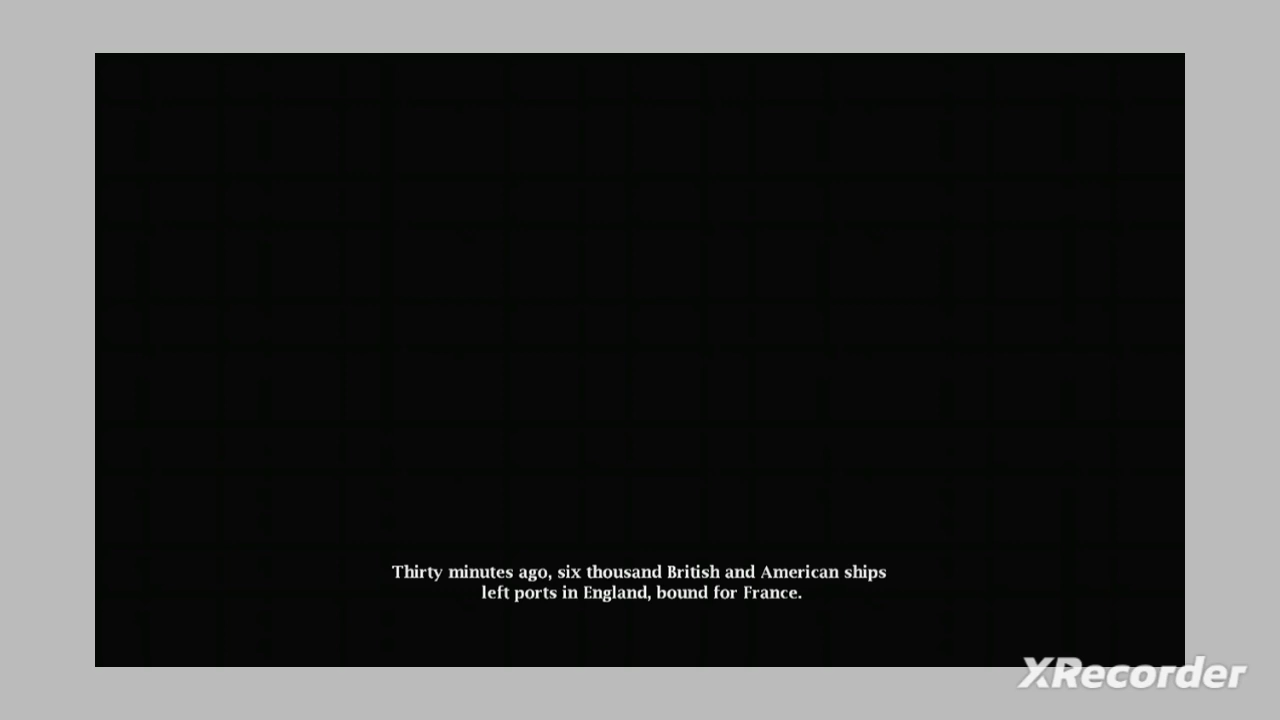 Thirty minutes ago, six thousand British and American ships
left ports in England, bound for France.
XRecorder